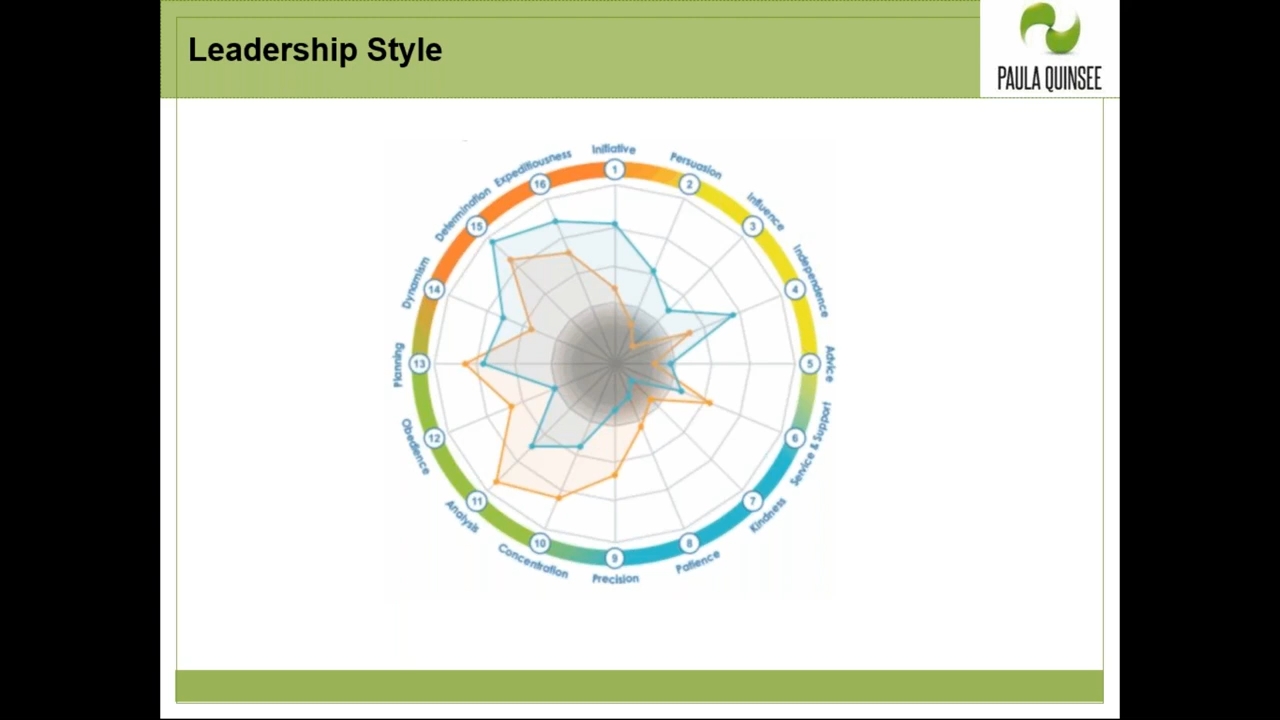 Leadership Style
PAULA QUINSEE
Initiative
1
Persuasion
2
Influence
3
Independence
4
Advice
5
Service & Support
6
Kindness
7
Patience
8
Precision
9
Concentration
10
Analysis
11
Obedience
12
Planning
13
Dynamism
14
Determination
15
Expeditiousness
16